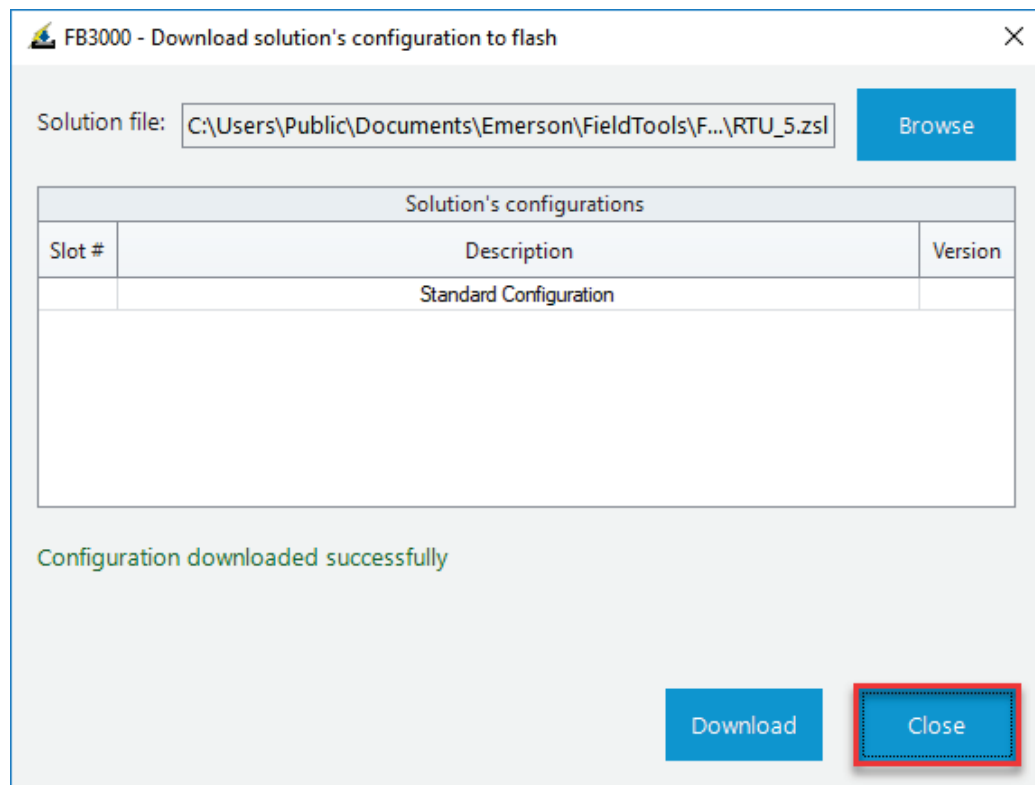 FB3000 - Download solution's configuration to flash
Solution file: C:\Users\Public\Documents\Emerson\FieldTools\F...\RTU_5.zsl Browse
Solution's configurations
Slot # Description Version
Standard Configuration
Configuration downloaded successfully
Download Close